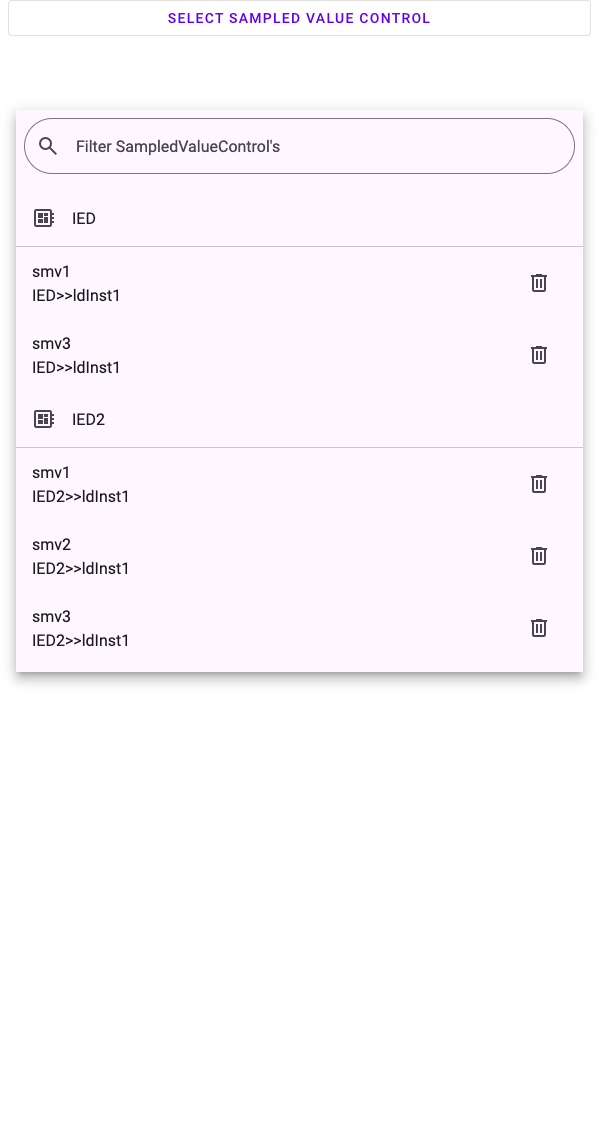 SELECT SAMPLED VALUE CONTROL
Filter SampledValueControl's
IED
smv1
IED>>ldInst1
smv3
IED>>ldInst1
IED2
smv1
IED2>>ldInst1
smv2
IED2>>ldInst1
smv3
IED2>>ldInst1